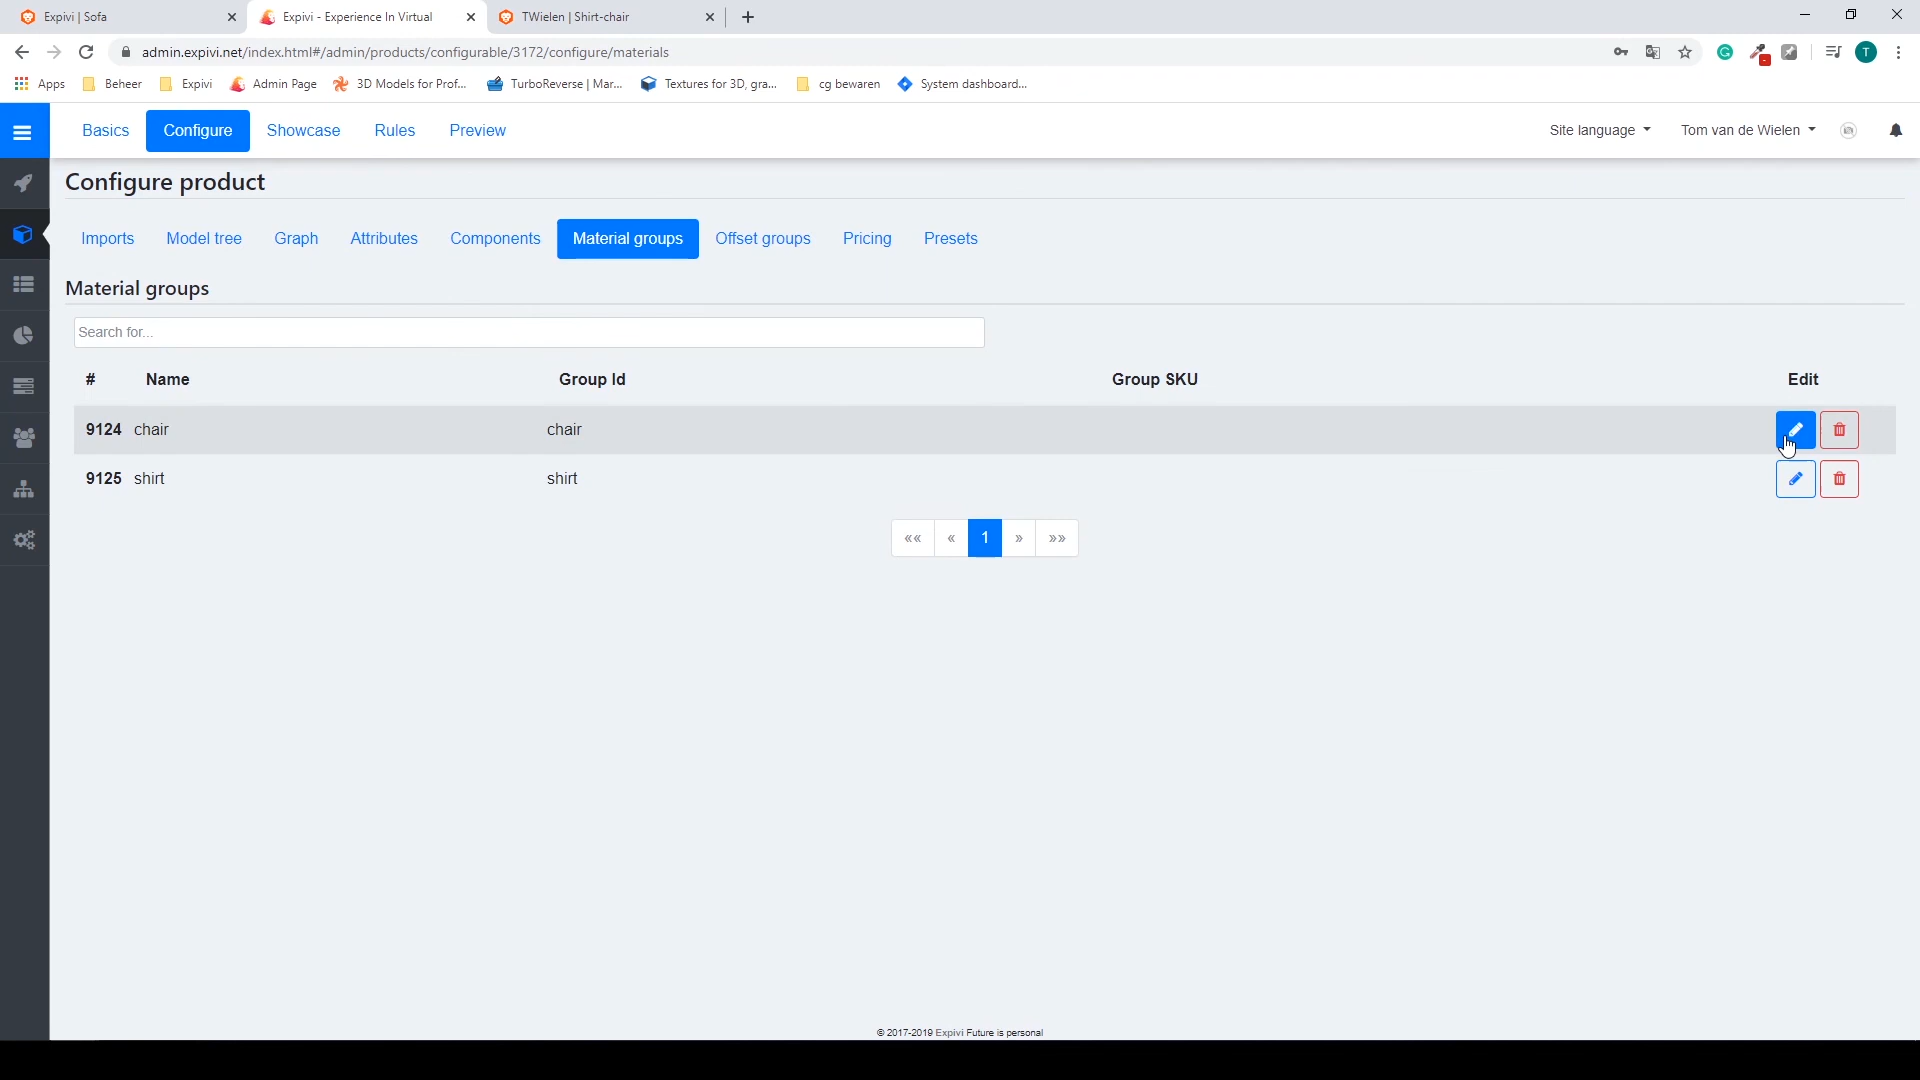 Expivi | Sofa
Expivi - Experience In Virtual
TWielen | Shirt-chair
admin.expivi.net/index.html#/admin/products/configurable/3172/configure/materials
T
Apps
Beheer
Expivi
Admin Page
3D Models for Prof...
TurboReverse | Mar...
Textures for 3D, gra...
cg bewaren
System dashboard...
Basics
Configure
Showcase
Rules
Preview
Site language
Tom van de Wielen
Configure product
Imports
Model tree
Graph
Attributes
Components
Material groups
Offset groups
Pricing
Presets
Material groups
Search for...
# Name Group Id Group SKU Edit
9124 chair chair
9125 shirt shirt
«« « 1 » »»
© 2017-2019 Expivi Future is personal